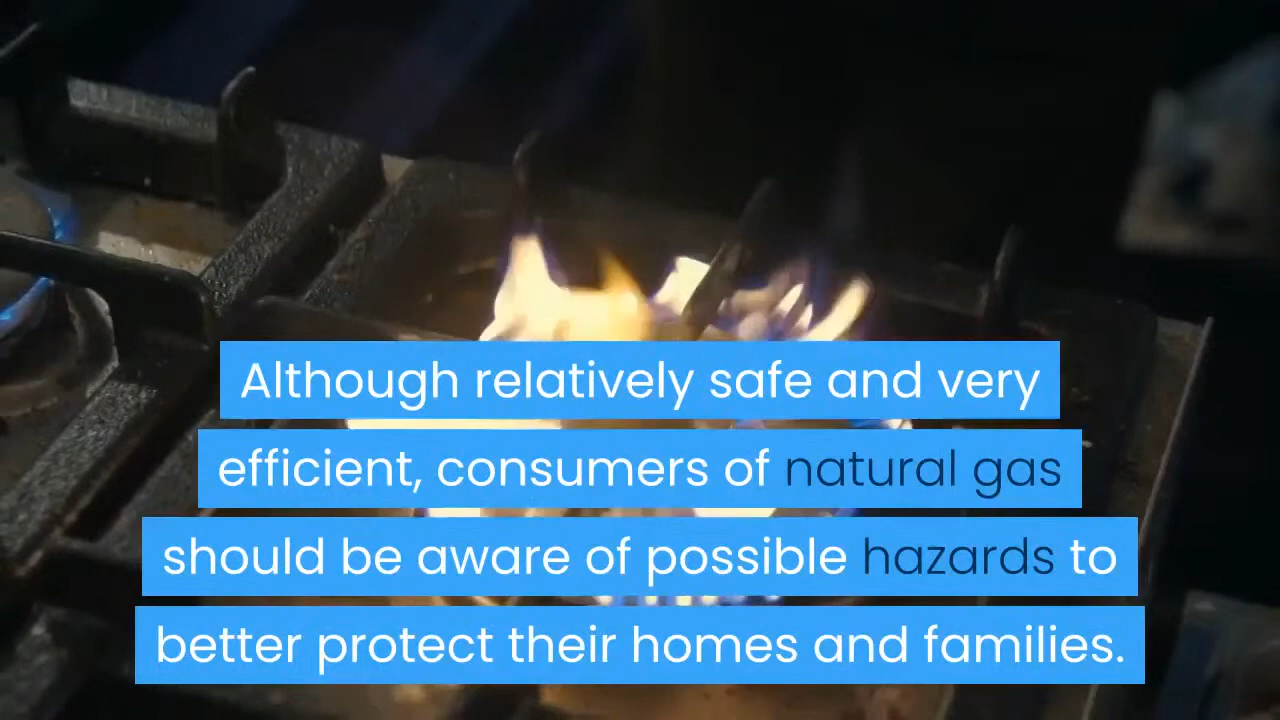 Although relatively safe and very
efficient, consumers of natural gas
should be aware of possible hazards to
better protect their homes and families.